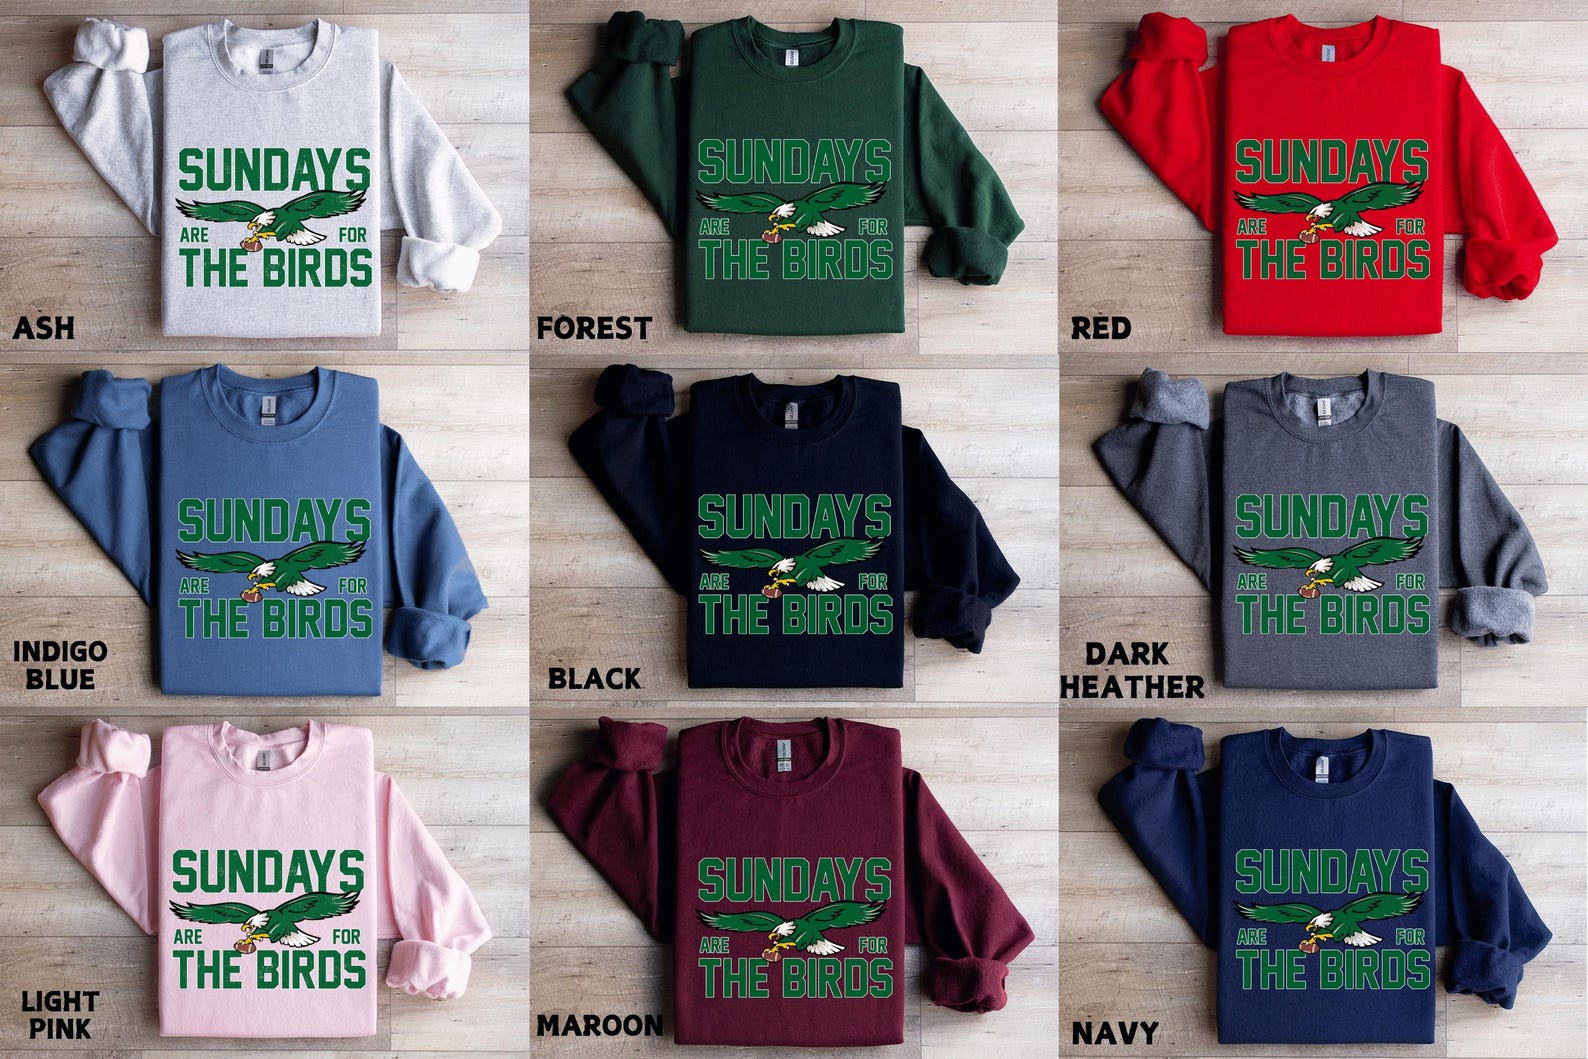 SUNDAYS
ARE FOR
THE BIRDS
ASH
SUNDAYS
ARE FOR
THE BIRDS
FOREST
SUNDAYS
ARE FOR
THE BIRDS
RED
SUNDAYS
ARE FOR
THE BIRDS
INDIGO
BLUE
SUNDAYS
ARE FOR
THE BIRDS
BLACK
SUNDAYS
ARE FOR
THE BIRDS
DARK
HEATHER
SUNDAYS
ARE FOR
THE BIRDS
LIGHT
PINK
SUNDAYS
ARE FOR
THE BIRDS
MAROON
SUNDAYS
ARE FOR
THE BIRDS
NAVY